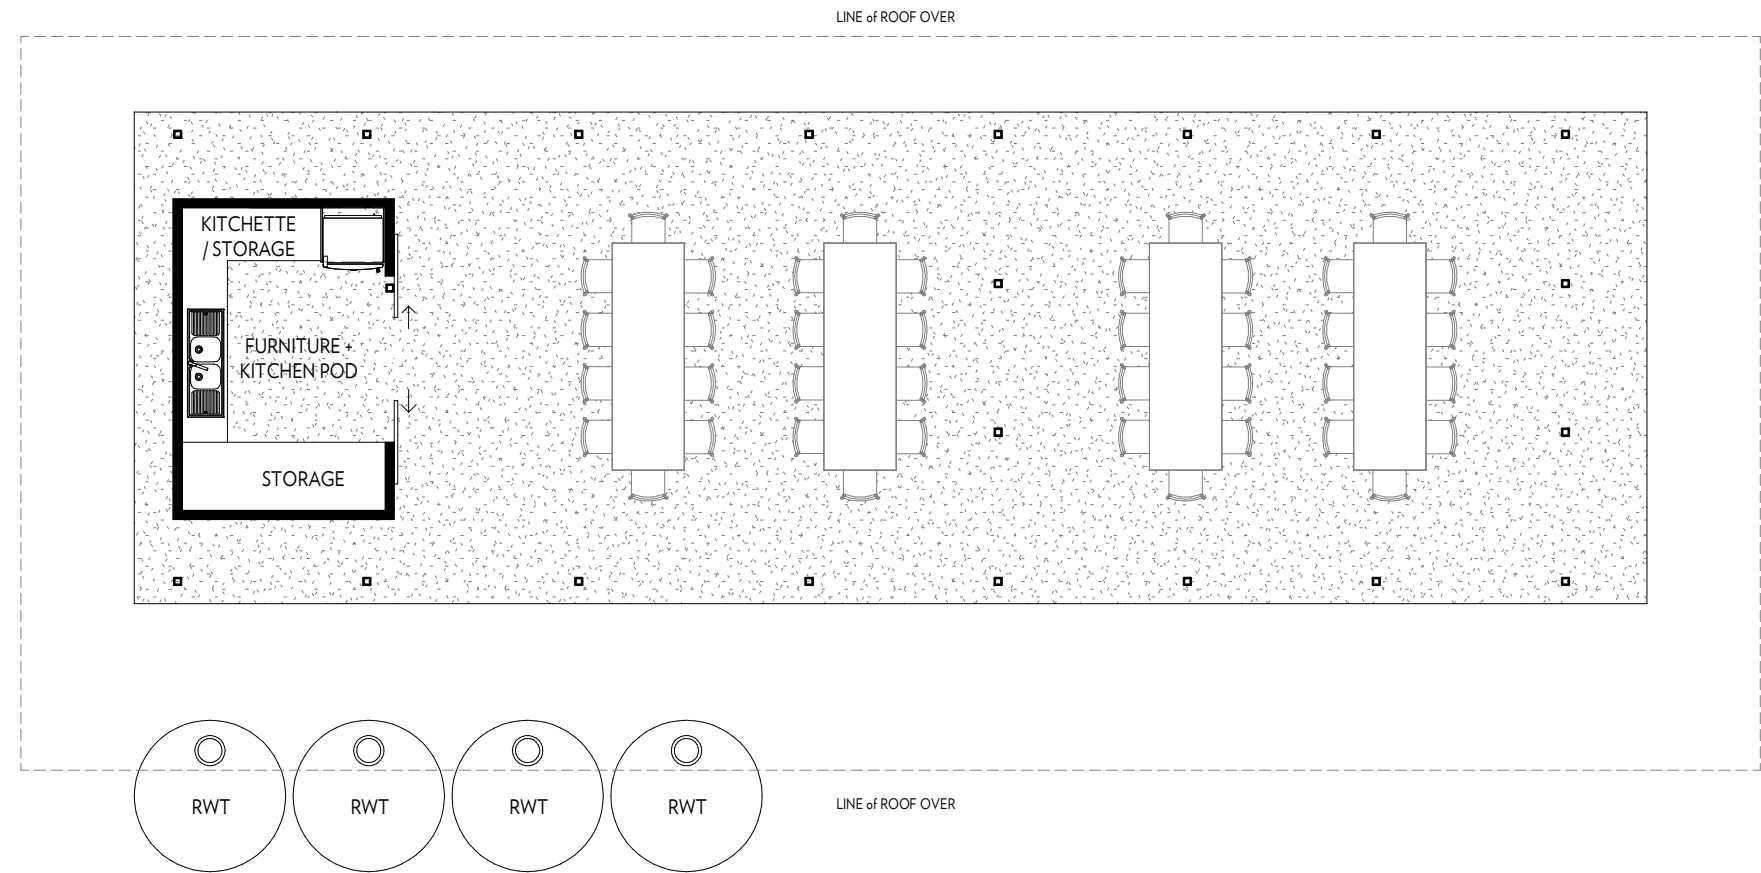 LINE of ROOF OVER
KITCHETTE
/ STORAGE
FURNITURE +
KITCHEN POD
STORAGE
RWT
RWT
RWT
RWT
LINE of ROOF OVER